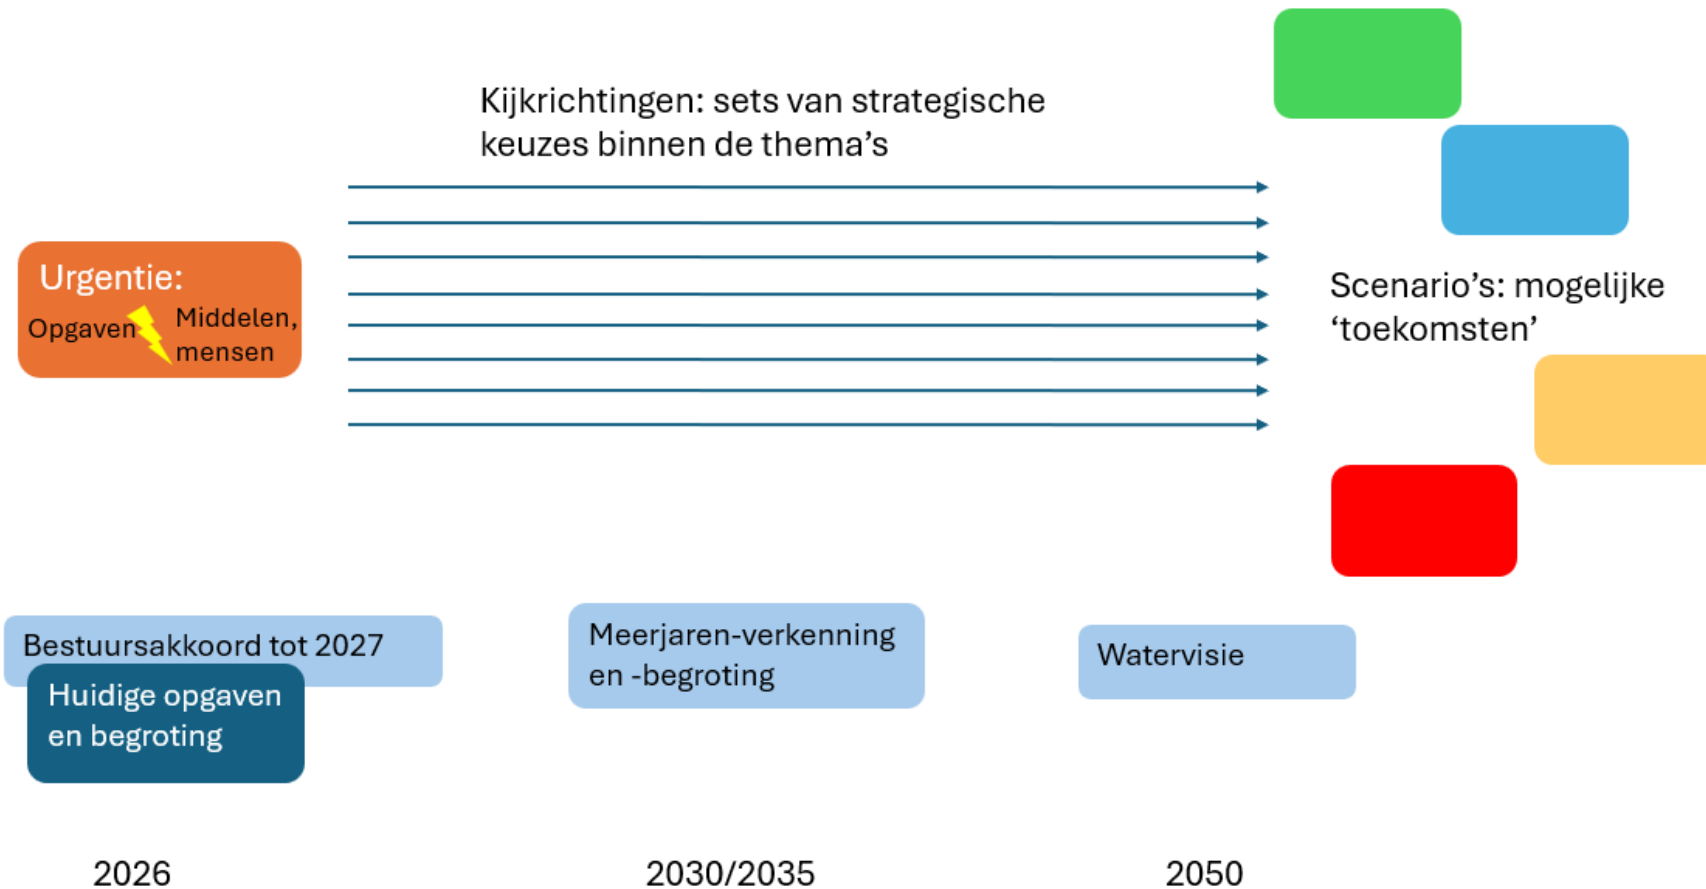 Kijkrichtingen: sets van strategische
keuzes binnen de thema’s
Urgentie:
Opgaven
Middelen,
mensen
Scenario’s: mogelijke
‘toekomsten’
Bestuursakkoord tot 2027
Huidige opgaven
en begroting
Meerjaren-verkenning
en -begroting
Watervisie
2026
2030/2035
2050